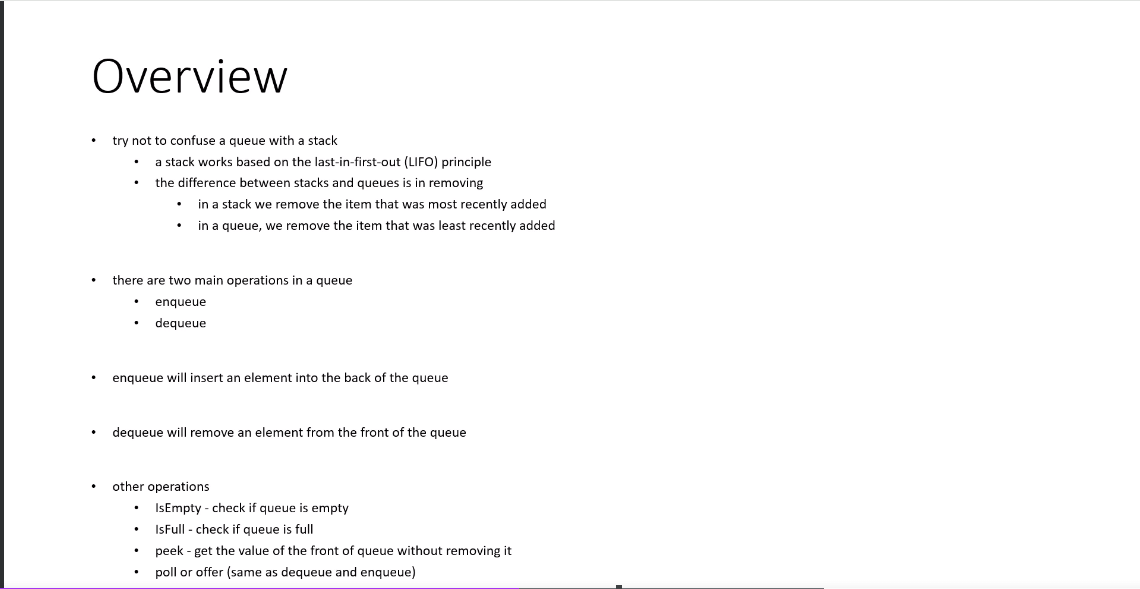 Overview
• try not to confuse a queue with a stack
• a stack works based on the last-in-first-out (LIFO) principle
• the difference between stacks and queues is in removing
• in a stack we remove the item that was most recently added
• in a queue, we remove the item that was least recently added
• there are two main operations in a queue
• enqueue
• dequeue
• enqueue will insert an element into the back of the queue
• dequeue will remove an element from the front of the queue
• other operations
• IsEmpty - check if queue is empty
• IsFull - check if queue is full
• peek - get the value of the front of queue without removing it
• poll or offer (same as dequeue and enqueue)